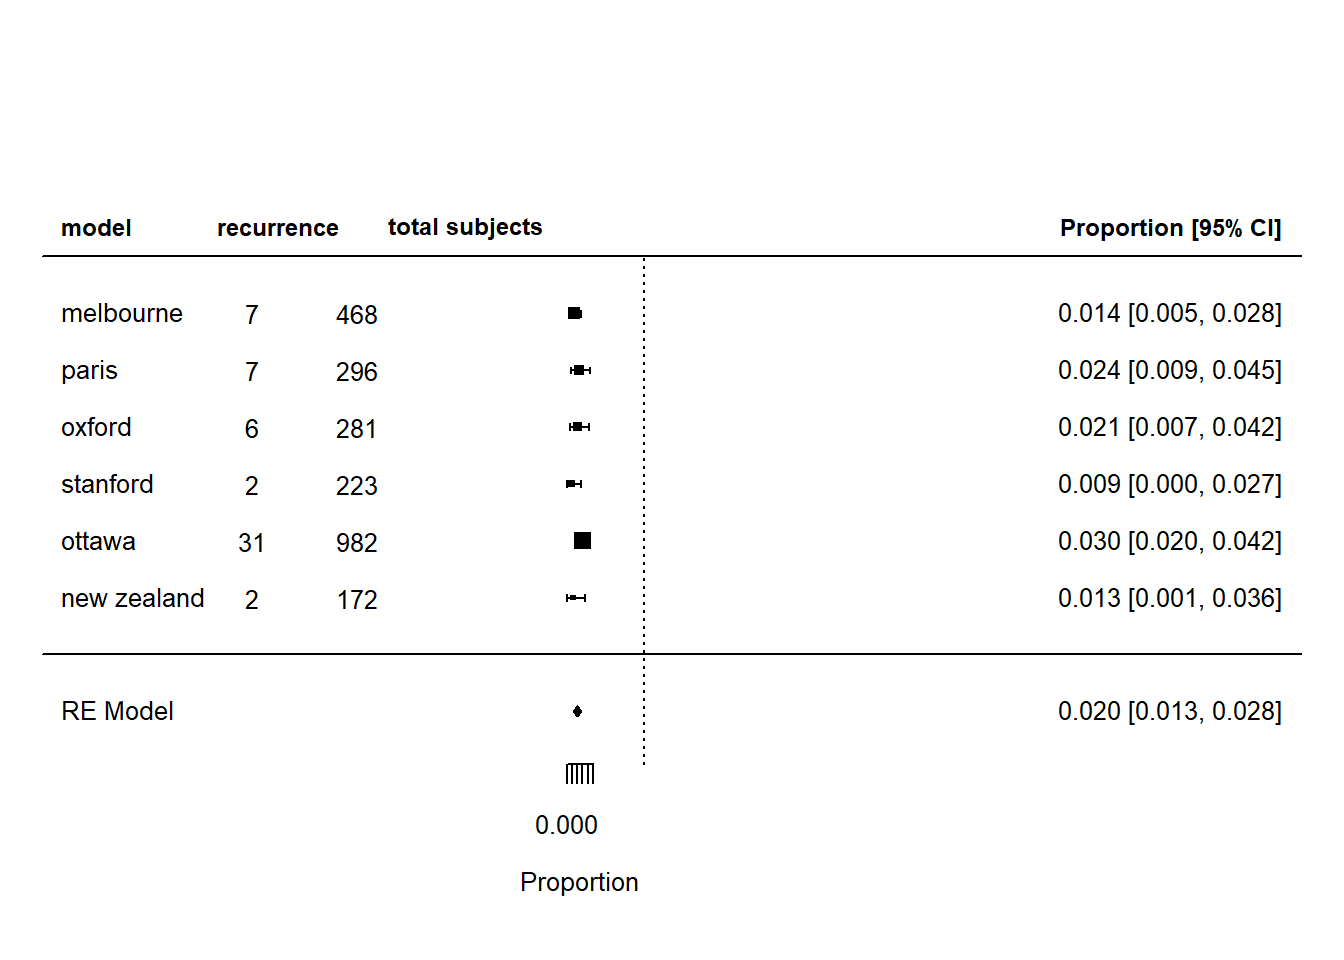 model recurrence total subjects Proportion [95% CI]
melbourne 7 468 0.014 [0.005, 0.028]
paris 7 296 0.024 [0.009, 0.045]
oxford 6 281 0.021 [0.007, 0.042]
stanford 2 223 0.009 [0.000, 0.027]
ottawa 31 982 0.030 [0.020, 0.042]
new zealand 2 172 0.013 [0.001, 0.036]
RE Model 0.020 [0.013, 0.028]
0.000
Proportion